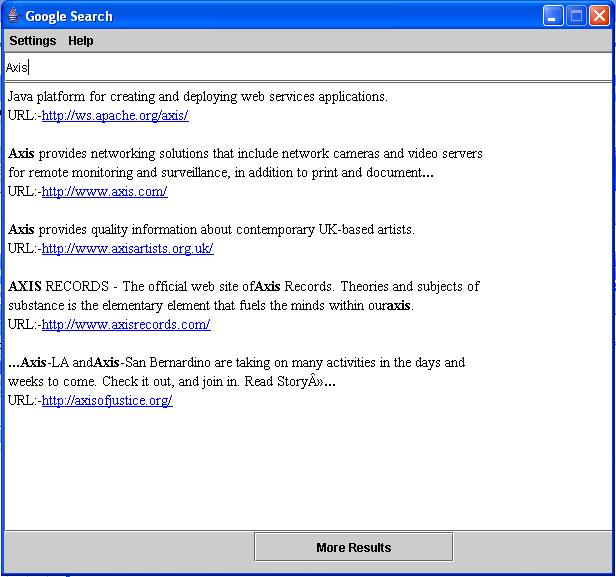 Google Search
Settings Help
Axis
Java platform for creating and deploying web services applications.
URL:-http://ws.apache.org/axis/
Axis provides networking solutions that include network cameras and video servers
for remote monitoring and surveillance, in addition to print and document...
URL:-http://www.axis.com/
Axis provides quality information about contemporary UK-based artists.
URL:-http://www.axisartists.org.uk/
AXIS RECORDS - The official web site ofAxis Records. Theories and subjects of
substance is the elementary element that fuels the minds within ouraxis.
URL:-http://www.axisrecords.com/
...Axis-LA andAxis-San Bernardino are taking on many activities in the days and
weeks to come. Check it out, and join in. Read StoryÂ»...
URL:-http://axisofjustice.org/
More Results